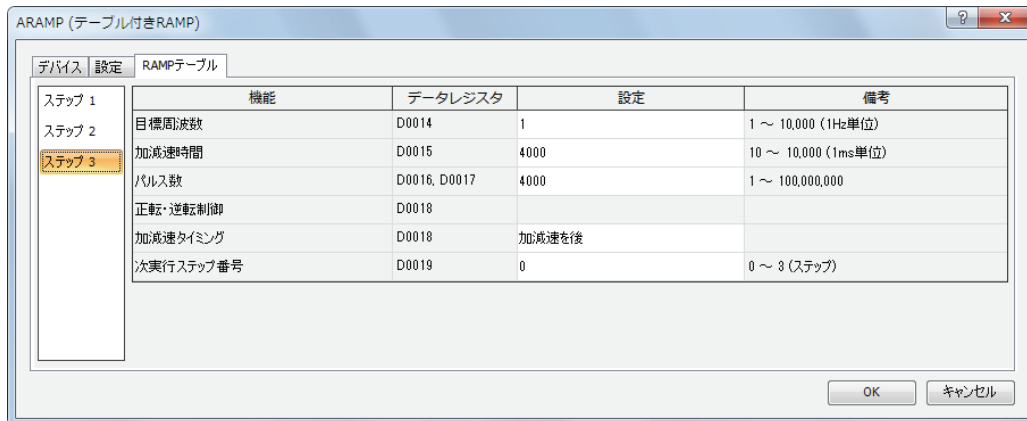 ARAMP (テーブル付きRAMP)
デバイス 設定 RAMPテーブル
ステップ 1
ステップ 2
ステップ 3
機能 データレジスタ 設定 備考
目標周波数 D0014 1 1 ～ 10,000 (1Hz単位)
加減速時間 D0015 4000 10 ～ 10,000 (1ms単位)
パルス数 D0016, D0017 4000 1 ～ 100,000,000
正転・逆転制御 D0018
加減速タイミング D0018 加減速を後
次実行ステップ番号 D0019 0 0 ～ 3 (ステップ)
OK キャンセル